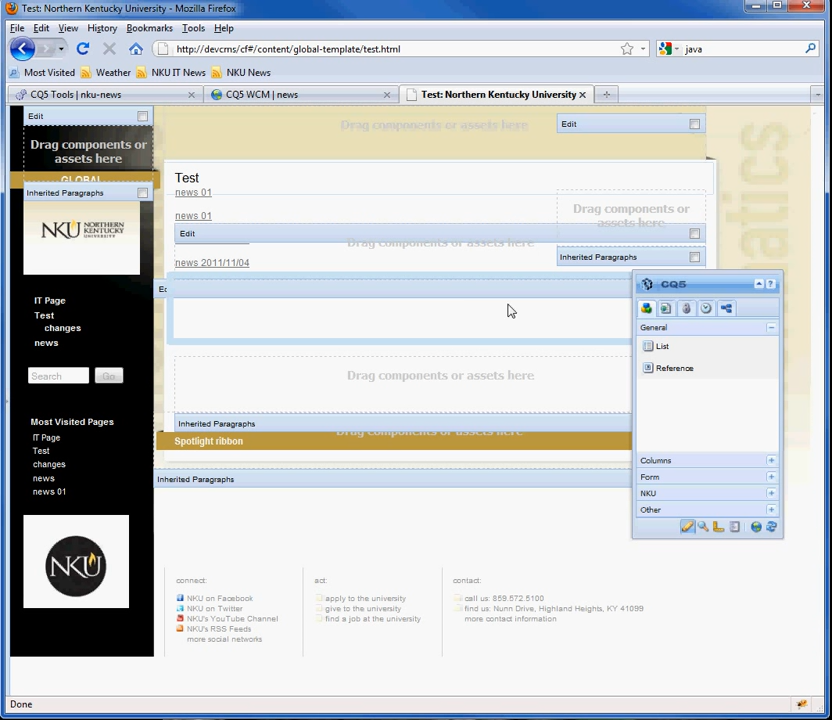 Test: Northern Kentucky University - Mozilla Firefox
File Edit View History Bookmarks Tools Help
http://devcms/cf#/content/global-template/test.html
java
Most Visited Weather NKU IT News NKU News
CQ5 Tools | nku-news
CQ5 WCM | news
Test: Northern Kentucky University
Edit
Drag components or assets here
Edit
Drag components or
assets here
GLOBAL
Inherited Paragraphs
NKU NORTHERN
KENTUCKY
UNIVERSITY
IT Page
Test
changes
news
Search Go
Most Visited Pages
IT Page
Test
changes
news
news 01
NKU
Test
news 01
news 01
Drag components or
assets here
Edit
Drag components or assets here
Inherited Paragraphs
news 2011/11/04
Drag components or assets here
Inherited Paragraphs
Drag components or assets here
Spotlight ribbon
Inherited Paragraphs
CQ5
General
List
Reference
Columns
Form
NKU
Other
connect:
NKU on Facebook
NKU on Twitter
NKU's YouTube Channel
NKU's RSS Feeds
more social networks
act:
apply to the university
give to the university
find a job at the university
contact:
call us: 859.572.5100
find us: Nunn Drive, Highland Heights, KY 41099
more contact information
Done